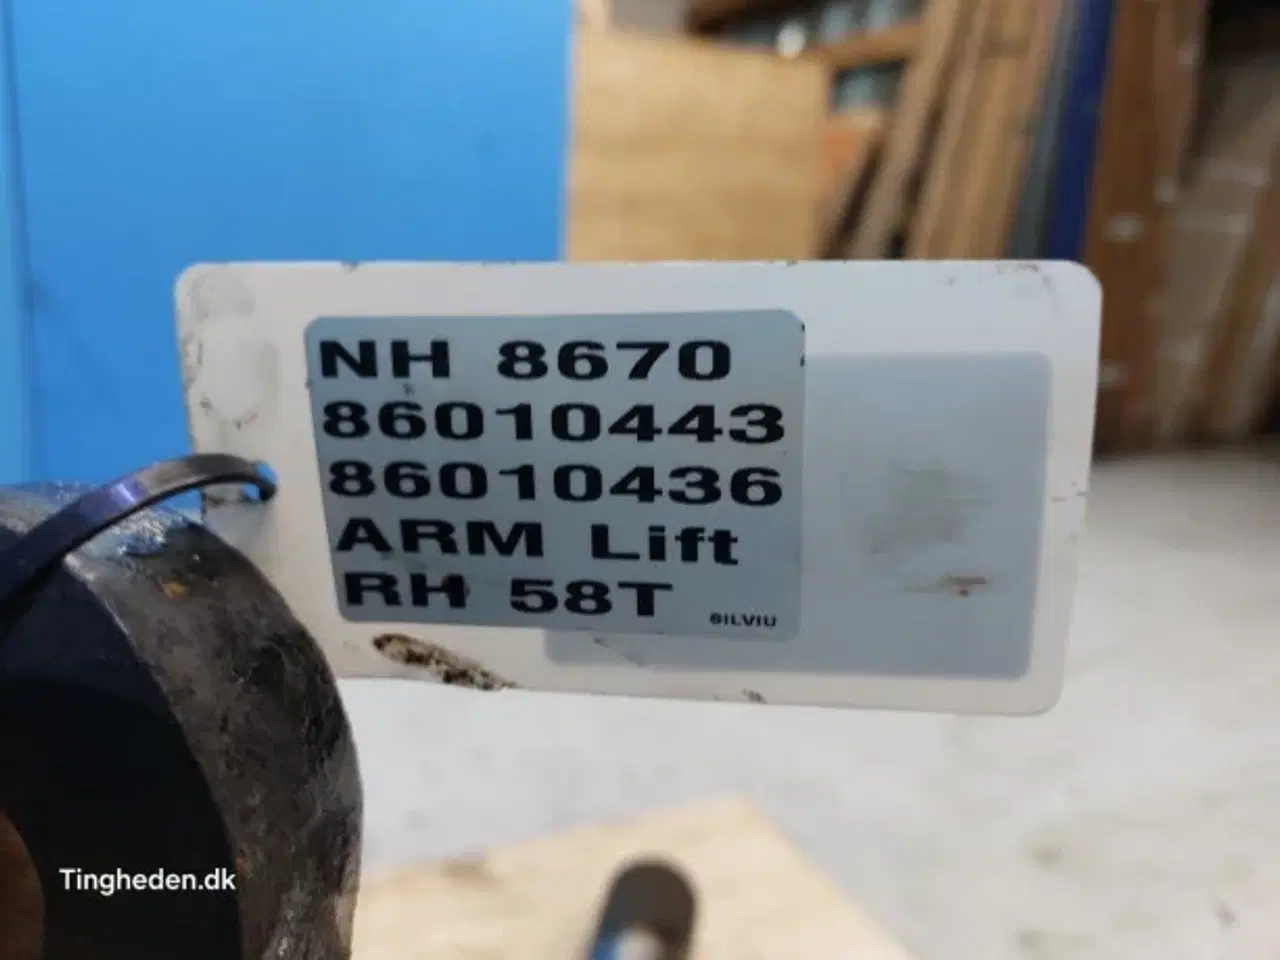 NH 8670
86010443
86010436
ARM Lift
RH 58T
SILVIU
Tingheden.dk